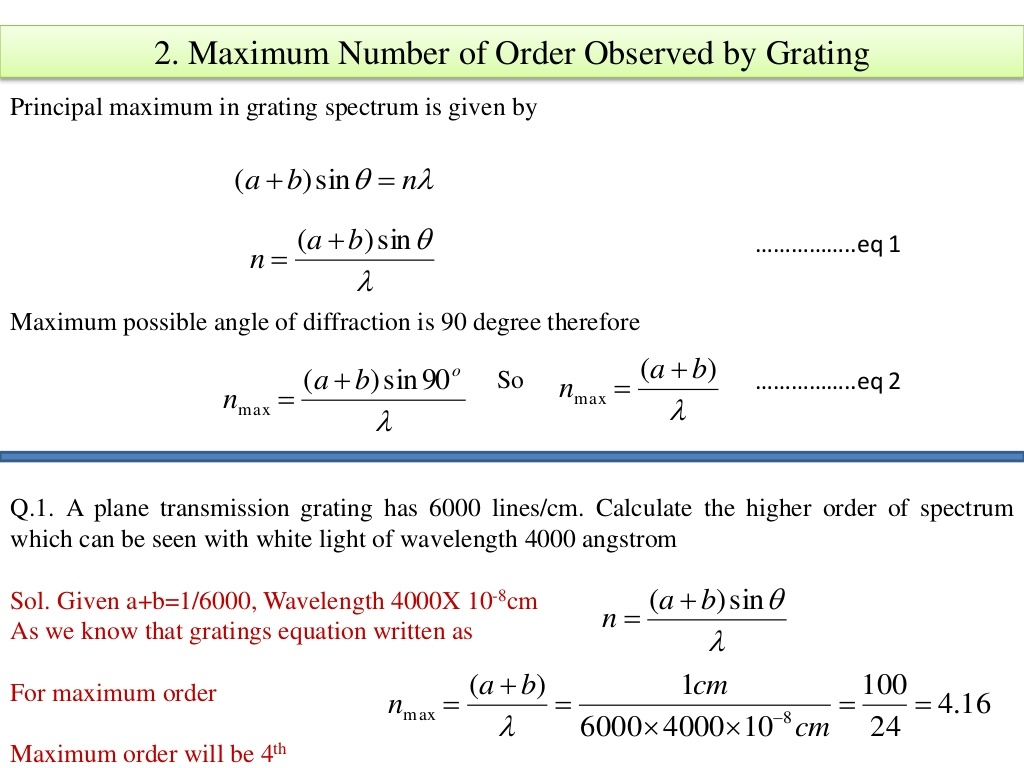 2. Maximum Number of Order Observed by Grating
Principal maximum in grating spectrum is given by
(a + b) sin θ = nλ
n = (a + b) sin θ / λ ……………..eq 1
Maximum possible angle of diffraction is 90 degree therefore
n_max = (a + b) sin 90° / λ So n_max = (a + b) / λ ……………..eq 2
Q.1. A plane transmission grating has 6000 lines/cm. Calculate the higher order of spectrum
which can be seen with white light of wavelength 4000 angstrom
Sol. Given a+b=1/6000, Wavelength 4000X 10⁻⁸cm
As we know that gratings equation written as
n = (a + b) sin θ / λ
For maximum order
n_max = (a + b) / λ = 1cm / 6000×4000×10⁻⁸ cm = 100 / 24 = 4.16
Maximum order will be 4th